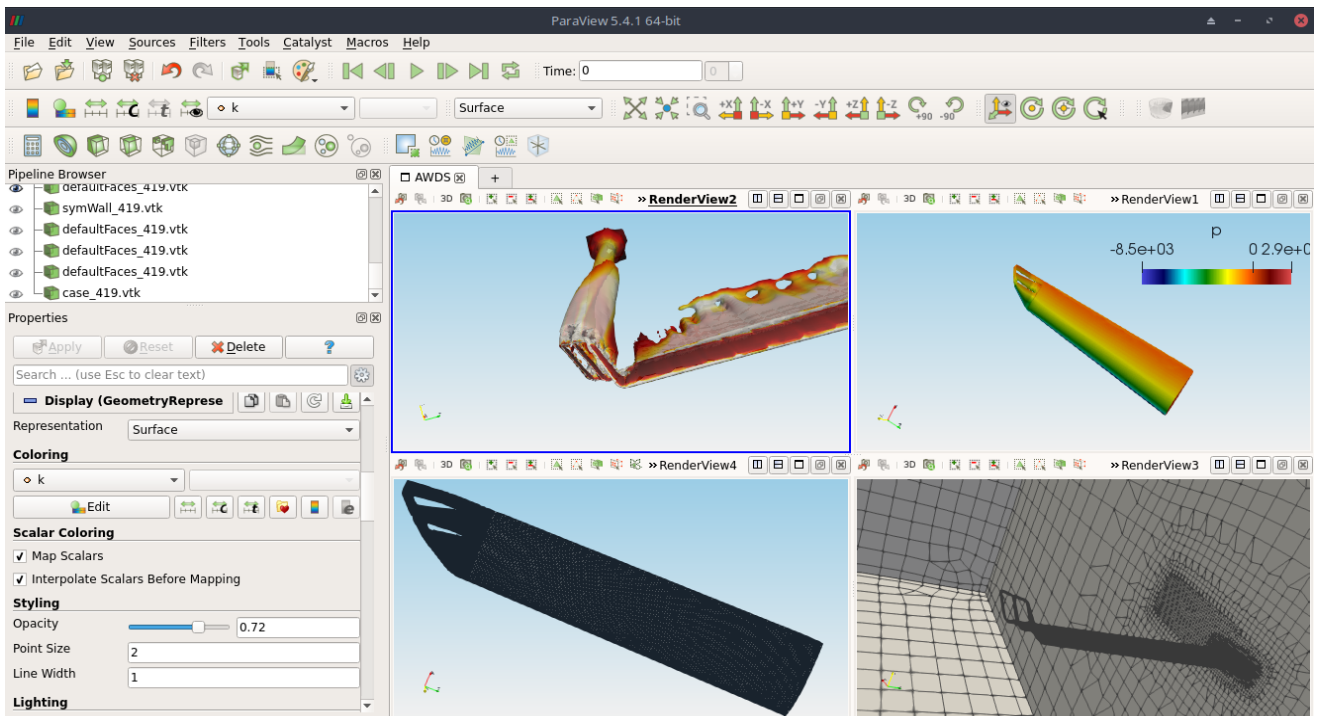 ParaView 5.4.1 64-bit
File Edit View Sources Filters Tools Catalyst Macros Help
Time: 0 0
k Surface +X -X +Y -Y +Z -Z +90 -90
Pipeline Browser
defaultFaces_419.vtk
symWall_419.vtk
defaultFaces_419.vtk
defaultFaces_419.vtk
defaultFaces_419.vtk
case_419.vtk
Properties
Apply Reset Delete ?
Search ... (use Esc to clear text)
Display (GeometryReprese
Representation Surface
Coloring
k
Edit
Scalar Coloring
Map Scalars
Interpolate Scalars Before Mapping
Styling
Opacity 0.72
Point Size 2
Line Width 1
Lighting
AWDS +
3D » RenderView2
3D » RenderView1
p
-8.5e+03 0 2.9e+0
3D » RenderView4
3D » RenderView3